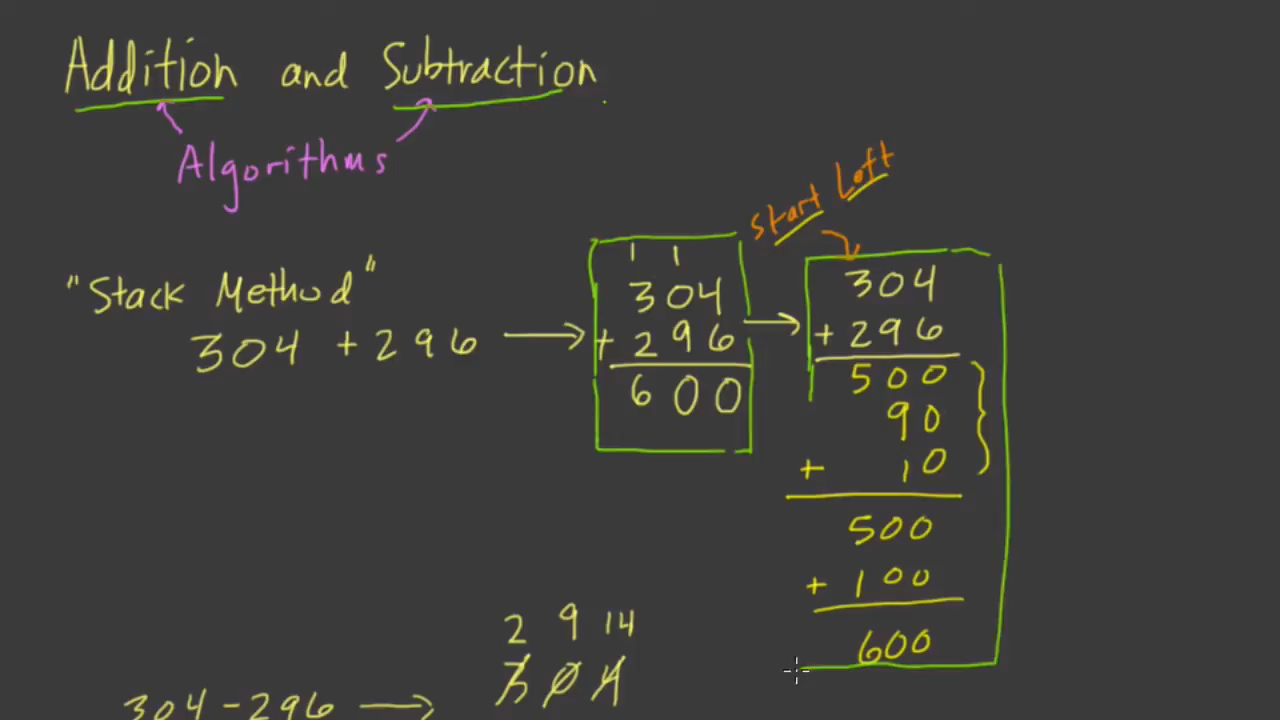 Addition and Subtraction
Algorithms
"Stack Method"
304 + 296
1 1
304
+ 296
600
Start Left
304
+ 296
500
90
+ 10
500
+ 100
600
2 9 14
304
304 - 296